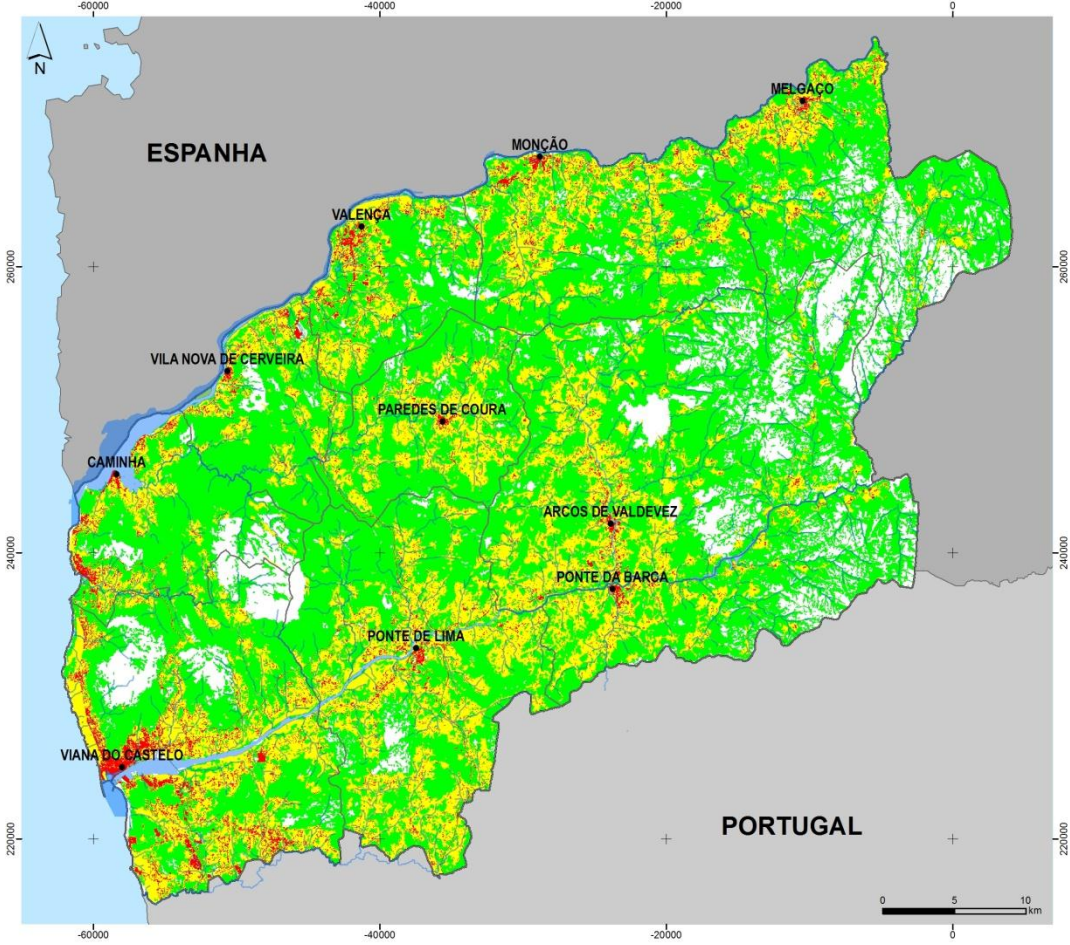 -60000 -40000 -20000 0
N
MELGAÇO
ESPANHA
MONÇÃO
VALENÇA
260000 260000
VILA NOVA DE CERVEIRA
PAREDES DE COURA
CAMINHA
ARCOS DE VALDEVEZ
240000 240000
PONTE DA BARCA
PONTE DE LIMA
VIANA DO CASTELO
PORTUGAL
220000 220000
0 5 10
km
-60000 -40000 -20000 0